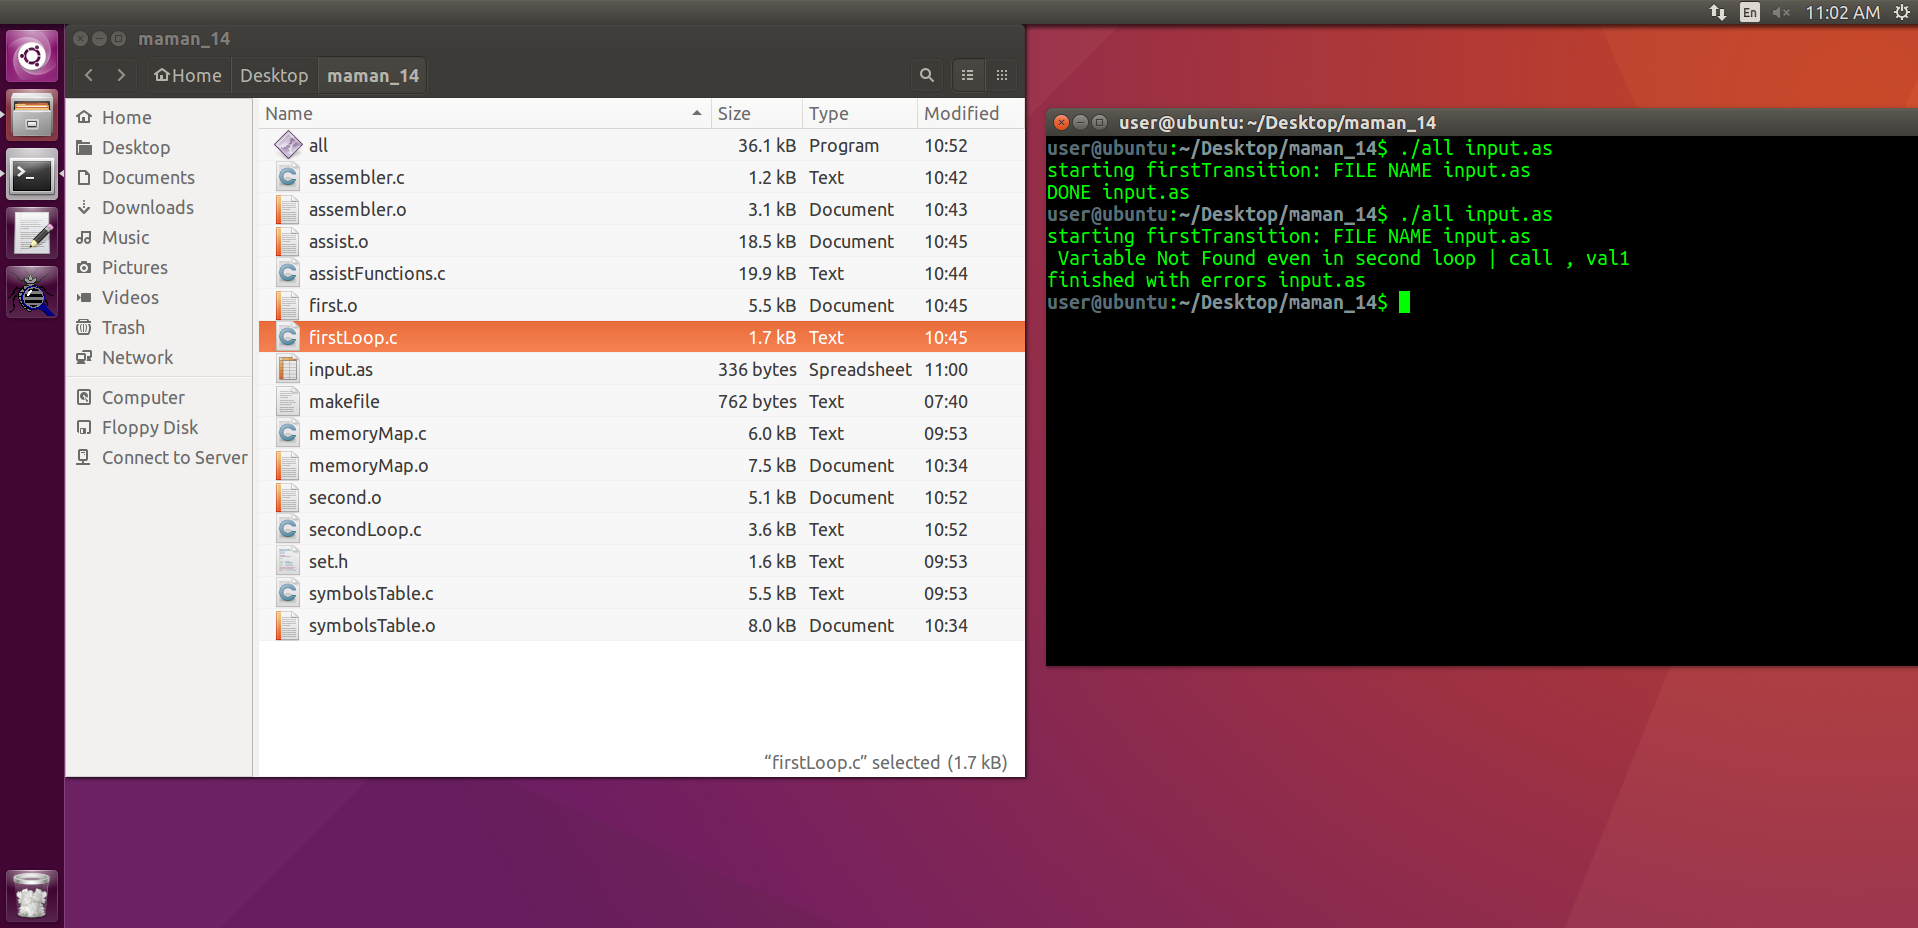 En
11:02 AM
maman_14
Home
Desktop
maman_14
Home
Desktop
Documents
Downloads
Music
Pictures
Videos
Trash
Network
Computer
Floppy Disk
Connect to Server
Name Size Type Modified
all 36.1 kB Program 10:52
assembler.c 1.2 kB Text 10:42
assembler.o 3.1 kB Document 10:43
assist.o 18.5 kB Document 10:45
assistFunctions.c 19.9 kB Text 10:44
first.o 5.5 kB Document 10:45
firstLoop.c 1.7 kB Text 10:45
input.as 336 bytes Spreadsheet 11:00
makefile 762 bytes Text 07:40
memoryMap.c 6.0 kB Text 09:53
memoryMap.o 7.5 kB Document 10:34
second.o 5.1 kB Document 10:52
secondLoop.c 3.6 kB Text 10:52
set.h 1.6 kB Text 09:53
symbolsTable.c 5.5 kB Text 09:53
symbolsTable.o 8.0 kB Document 10:34
“firstLoop.c” selected (1.7 kB)
user@ubuntu: ~/Desktop/maman_14
user@ubuntu:~/Desktop/maman_14$ ./all input.as
starting firstTransition: FILE NAME input.as
DONE input.as
user@ubuntu:~/Desktop/maman_14$ ./all input.as
starting firstTransition: FILE NAME input.as
Variable Not Found even in second loop | call , val1
finished with errors input.as
user@ubuntu:~/Desktop/maman_14$